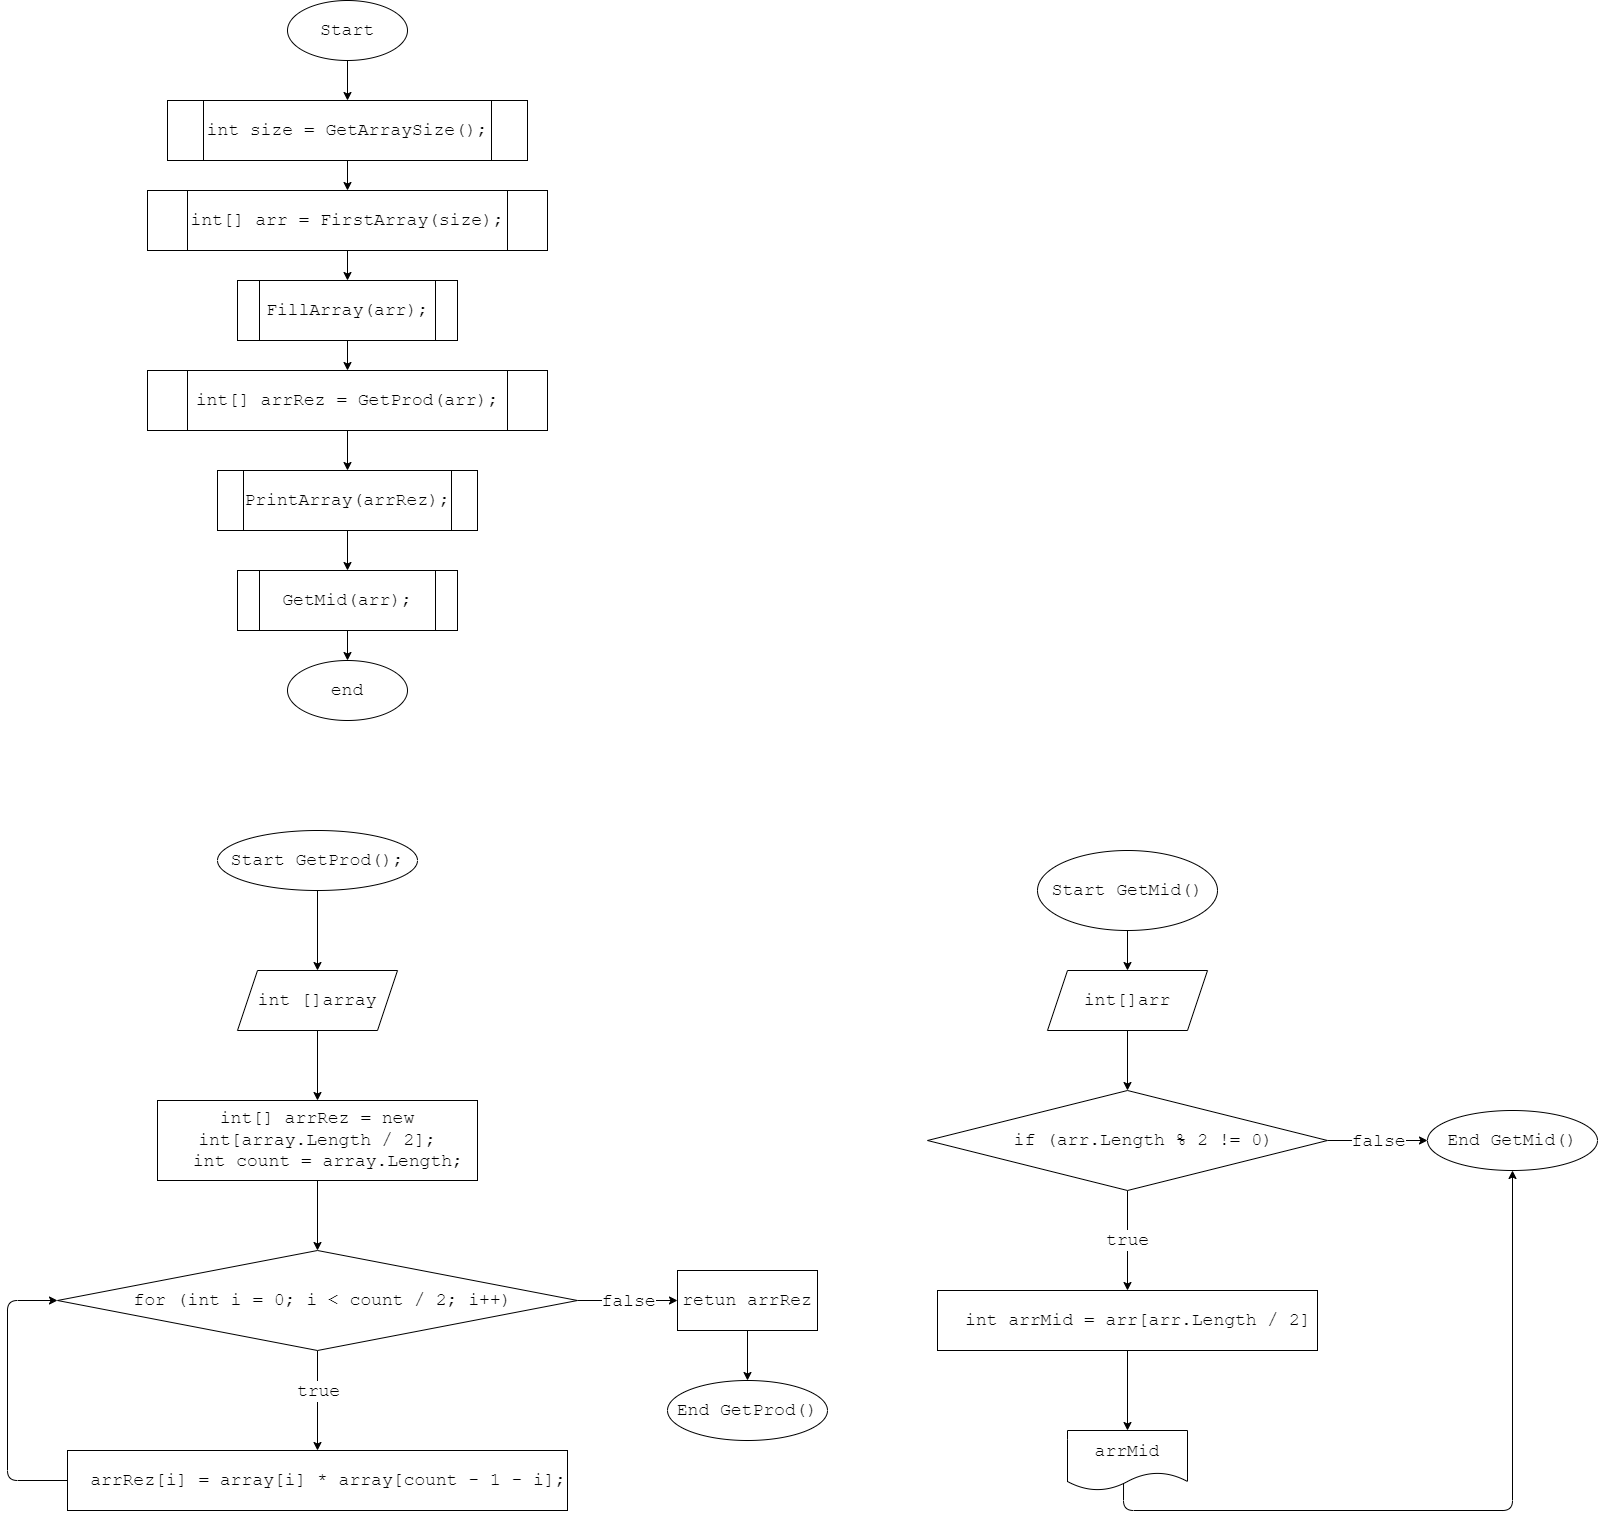 Start
int size = GetArraySize();
int[] arr = FirstArray(size);
FillArray(arr);
int[] arrRez = GetProd(arr);
PrintArray(arrRez);
GetMid(arr);
end
Start GetProd();
int []array
int[] arrRez = new
int[array.Length / 2];
int count = array.Length;
for (int i = 0; i < count / 2; i++)
false
retun arrRez
End GetProd()
true
arrRez[i] = array[i] * array[count - 1 - i];
Start GetMid()
int[]arr
if (arr.Length % 2 != 0)
false
End GetMid()
true
int arrMid = arr[arr.Length / 2]
arrMid